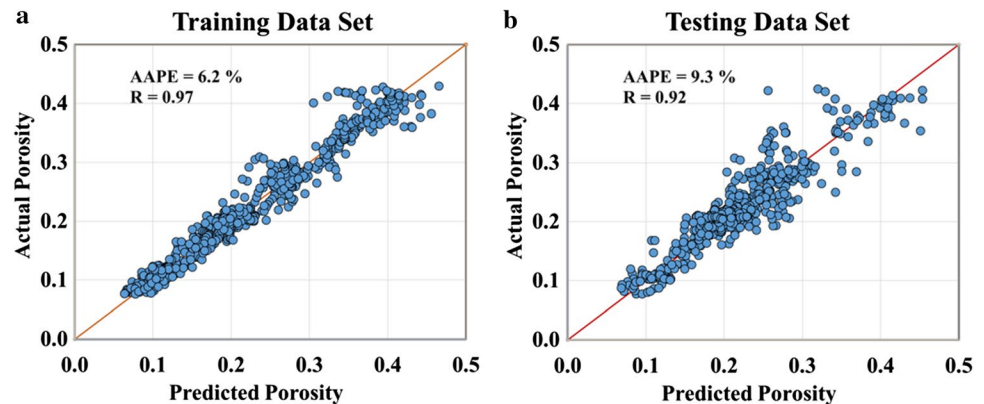 a
Training Data Set
AAPE = 6.2 %
R = 0.97
Actual Porosity
0.5
0.4
0.3
0.2
0.1
0.0
0.0 0.1 0.2 0.3 0.4 0.5
Predicted Porosity
b
Testing Data Set
AAPE = 9.3 %
R = 0.92
Actual Porosity
0.5
0.4
0.3
0.2
0.1
0.0
0.0 0.1 0.2 0.3 0.4 0.5
Predicted Porosity